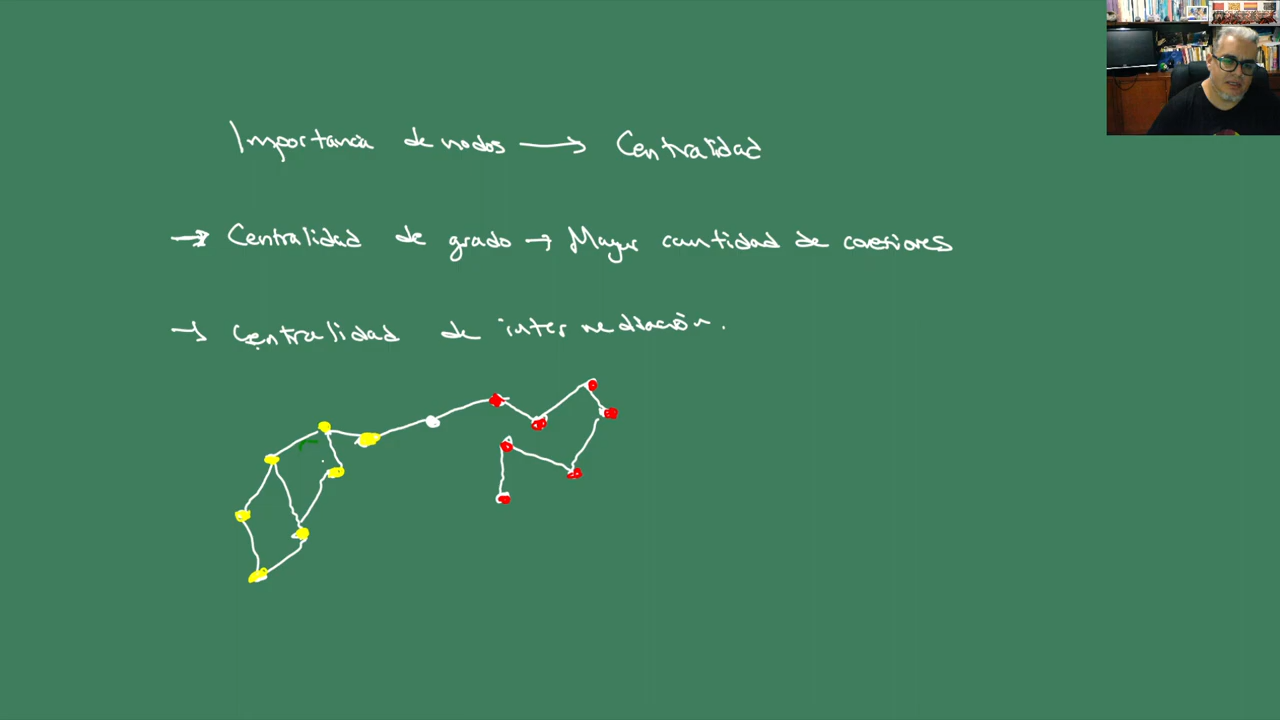 Importancia de nodos → Centralidad
→ Centralidad de grado → Mayor cantidad de conexiones
→ Centralidad de intermediación.